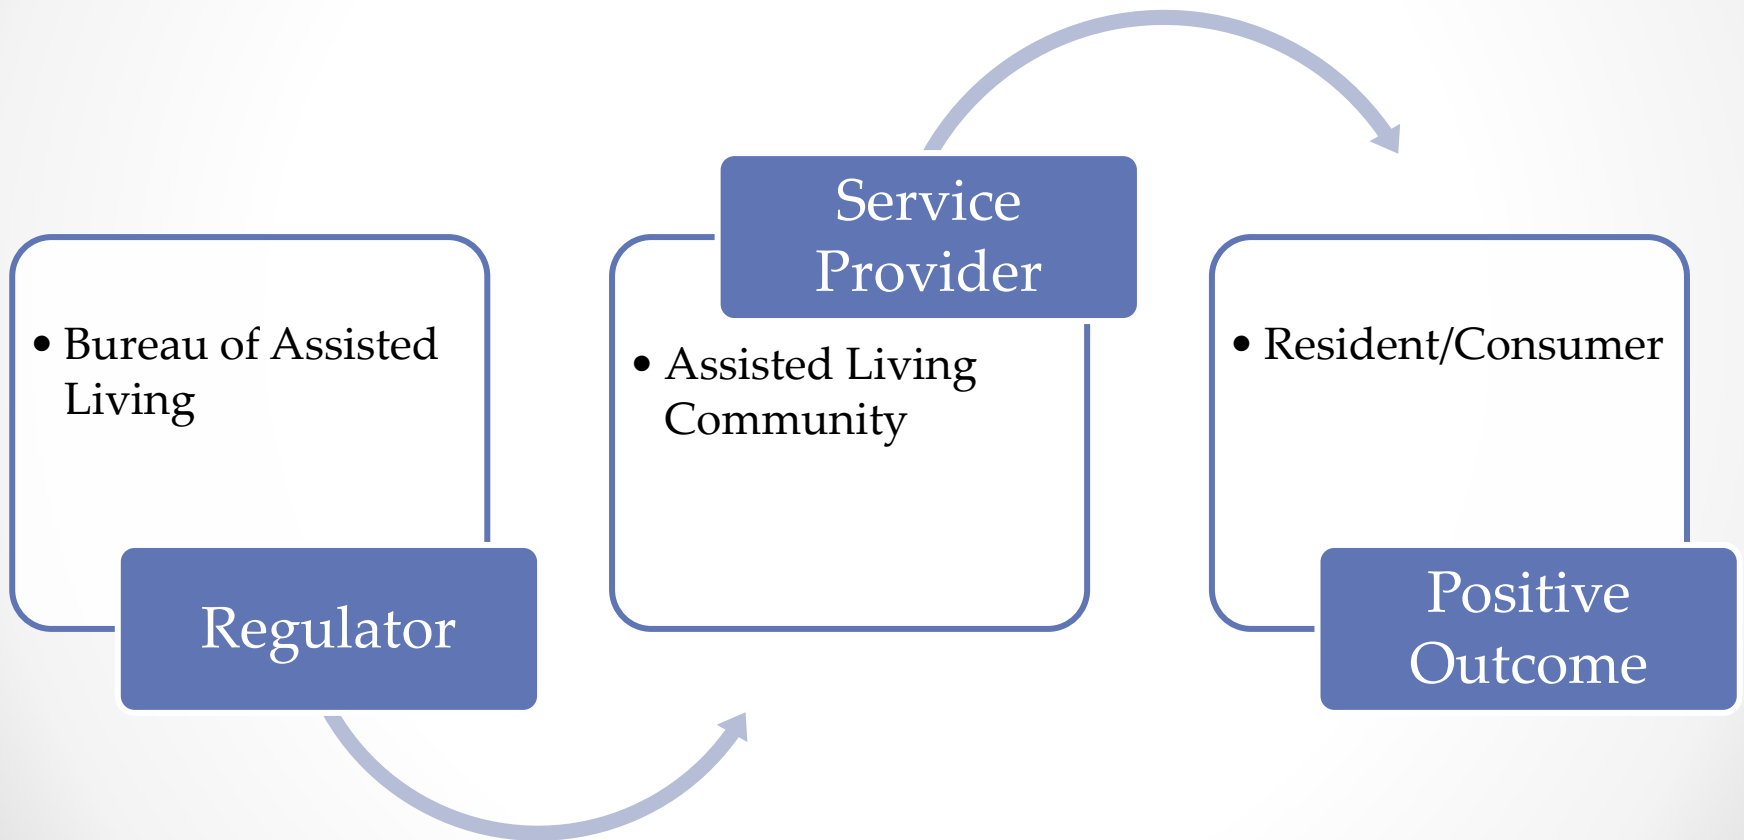 • Bureau of Assisted
Living
Regulator
Service
Provider
• Assisted Living
Community
• Resident/Consumer
Positive
Outcome